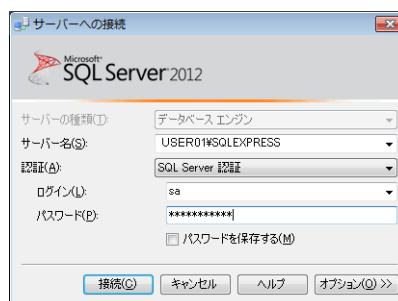 サーバーへの接続
Microsoft
SQL Server 2012
サーバーの種類(T): データベース エンジン
サーバー名(S): USER01¥SQLEXPRESS
認証(A): SQL Server 認証
ログイン(L): sa
パスワード(P): ***********
パスワードを保存する(M)
接続(C) キャンセル ヘルプ オプション(O) >>